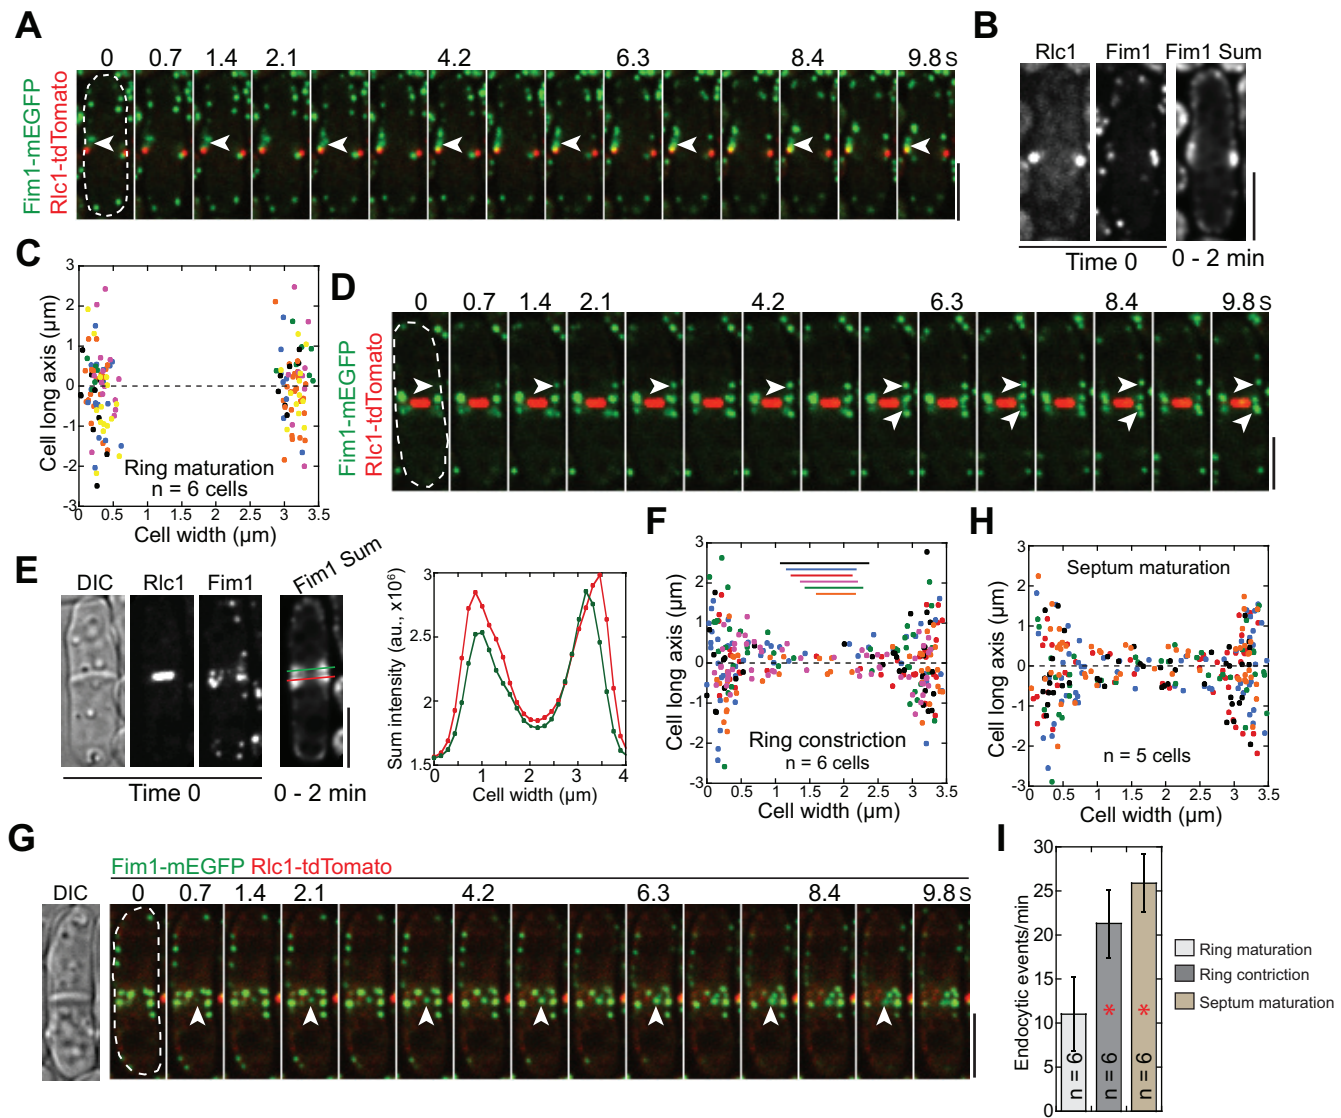 A
0 0.7 1.4 2.1 4.2 6.3 8.4 9.8 s
Fim1-mEGFP
Rlc1-tdTomato
B
Rlc1 Fim1 Fim1 Sum
Time 0 0 - 2 min
C
Cell long axis (µm)
3
2
1
0
-1
-2
-3
Ring maturation
n = 6 cells
0 0.5 1 1.5 2 2.5 3 3.5
Cell width (µm)
D
0 0.7 1.4 2.1 4.2 6.3 8.4 9.8 s
Fim1-mEGFP
Rlc1-tdTomato
E
DIC Rlc1 Fim1 Fim1 Sum
Time 0 0 - 2 min
Sum intensity (au., x10⁶)
3
2.5
2
1.5
0 1 2 3 4
Cell width (µm)
F
Cell long axis (µm)
3
2
1
0
-1
-2
-3
Ring constriction
n = 6 cells
0 0.5 1 1.5 2 2.5 3 3.5
Cell width (µm)
H
Cell long axis (µm)
3
2
1
0
-1
-2
-3
Septum maturation
n = 5 cells
0 0.5 1 1.5 2 2.5 3 3.5
Cell width (µm)
G
Fim1-mEGFP Rlc1-tdTomato
DIC 0 0.7 1.4 2.1 4.2 6.3 8.4 9.8 s
I
Endocytic events/min
30
25
20
15
10
5
0
n = 6
* n = 6
* n = 6
Ring maturation
Ring contriction
Septum maturation